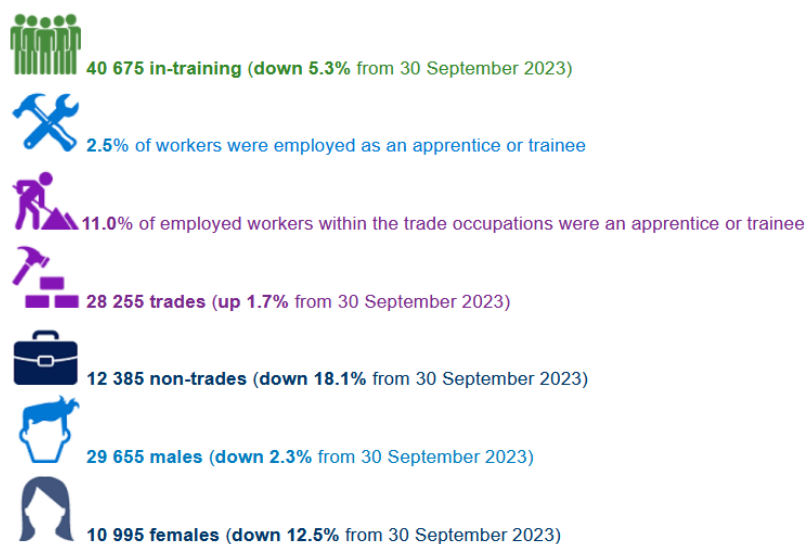 40 675 in-training (down 5.3% from 30 September 2023)
2.5% of workers were employed as an apprentice or trainee
11.0% of employed workers within the trade occupations were an apprentice or trainee
28 255 trades (up 1.7% from 30 September 2023)
12 385 non-trades (down 18.1% from 30 September 2023)
29 655 males (down 2.3% from 30 September 2023)
10 995 females (down 12.5% from 30 September 2023)